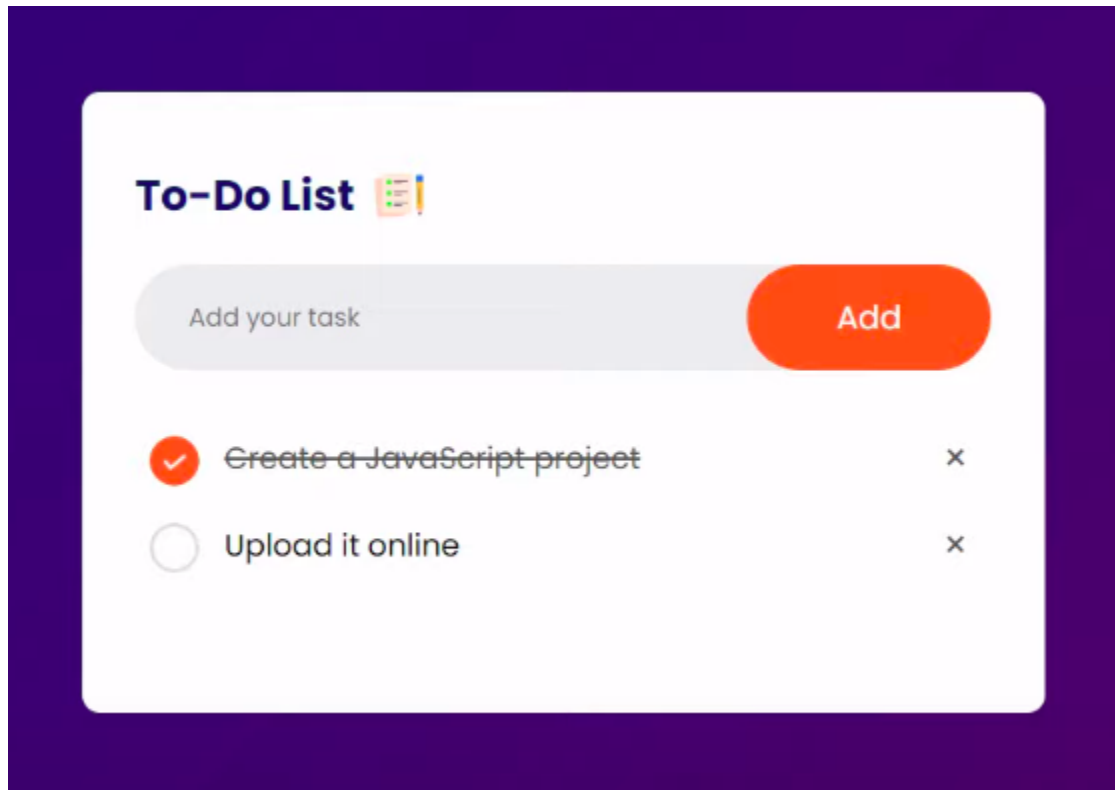 To-Do List
Add your task
Add
Create a JavaScript project
Upload it online